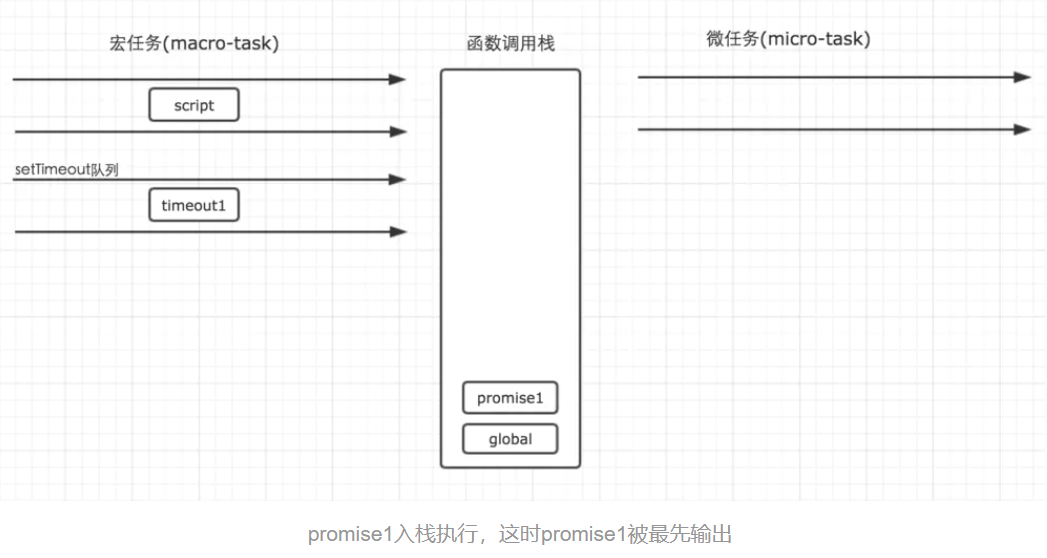 宏任务(macro-task)
函数调用栈
微任务(micro-task)
script
setTimeout队列
timeout1
promise1
global
promise1入栈执行，这时promise1被最先输出